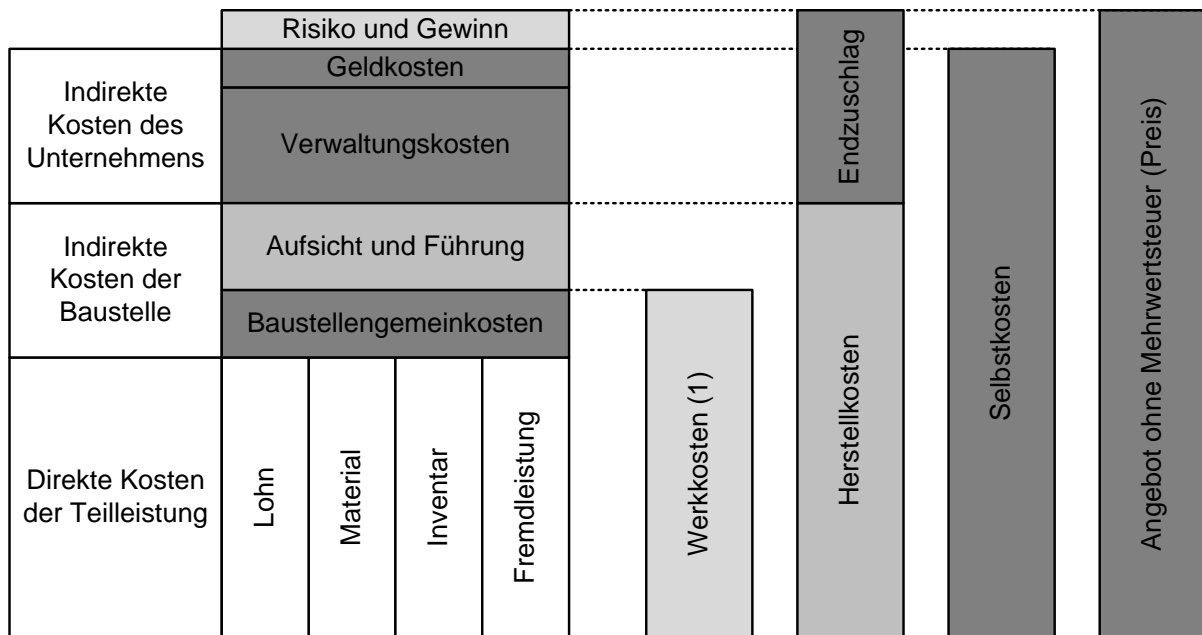 Risiko und Gewinn
Geldkosten
Verwaltungskosten
Aufsicht und Führung
Baustellengemeinkosten
Indirekte
Kosten des
Unternehmens
Indirekte
Kosten der
Baustelle
Direkte Kosten
der Teilleistung
Lohn
Material
Inventar
Fremdleistung
Werkkosten (1)
Endzuschlag
Herstellkosten
Selbstkosten
Angebot ohne Mehrwertsteuer (Preis)